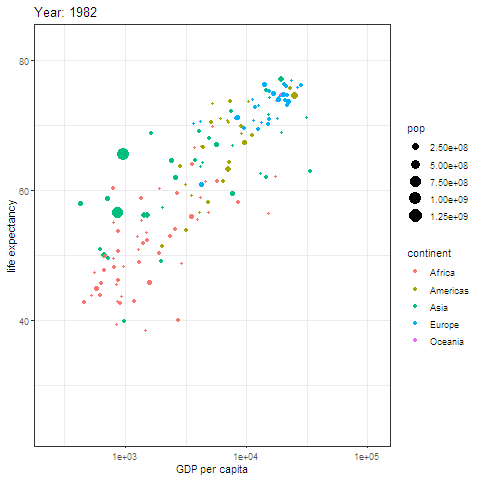 Year: 1982
80
60
40
life expectancy
1e+03
1e+04
1e+05
GDP per capita
pop
2.50e+08
5.00e+08
7.50e+08
1.00e+09
1.25e+09
continent
Africa
Americas
Asia
Europe
Oceania